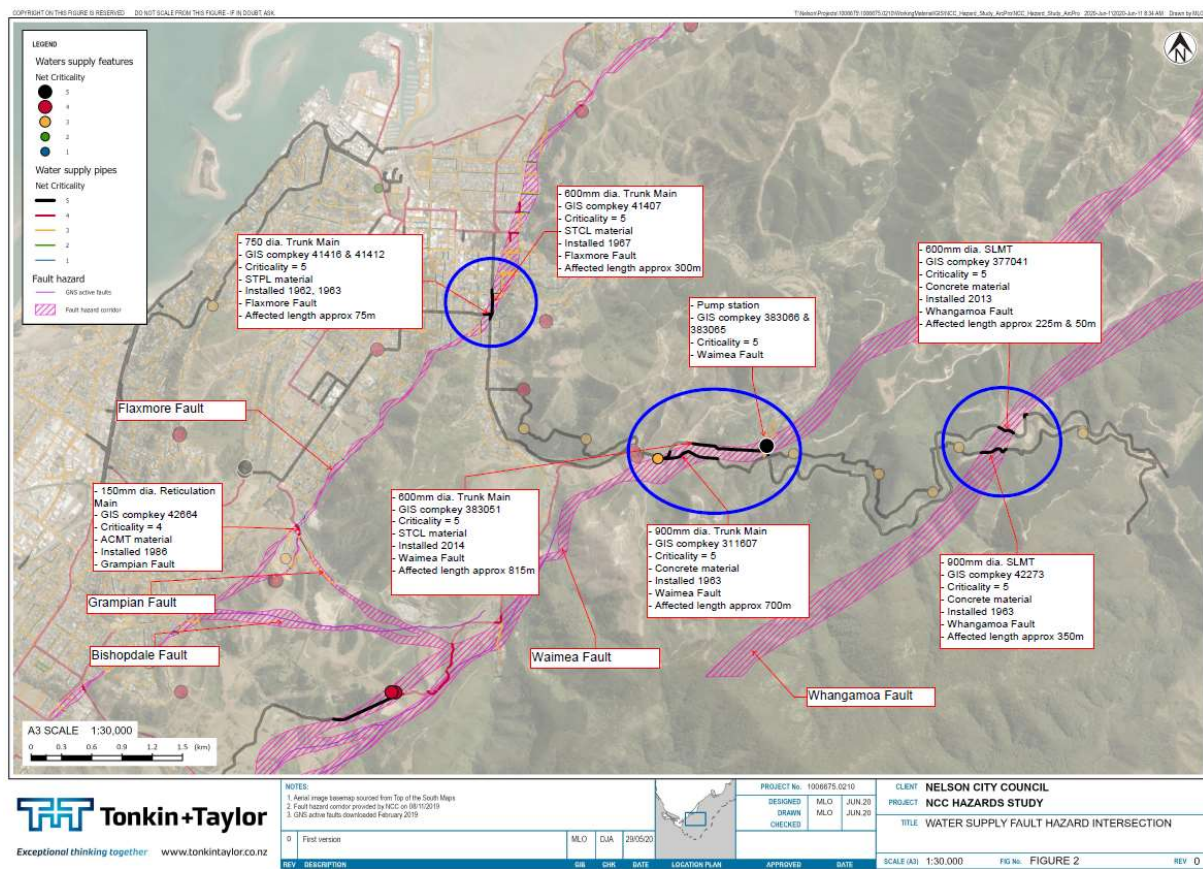 COPYRIGHT ON THIS FIGURE IS RESERVED DO NOT SCALE FROM THIS FIGURE - IF IN DOUBT, ASK.
LEGEND
Waters supply features
Net Criticality
5
4
3
2
1
Water supply pipes
Net Criticality
5
4
3
2
1
Fault hazard
GNS active faults
Fault hazard corridor
N
- 600mm dia. Trunk Main
- GIS compkey 41407
- Criticality = 5
- STCL material
- Installed 1967
- Flaxmore Fault
- Affected length approx 300m
- 750 dia. Trunk Main
- GIS compkey 41416 & 41412
- Criticality = 5
- STPL material
- Installed 1962, 1963
- Flaxmore Fault
- Affected length approx 75m
- 600mm dia. SLMT
- GIS compkey 377041
- Criticality = 5
- Concrete material
- Installed 2013
- Whangamoa Fault
- Affected length approx 225m & 50m
- Pump station
- GIS compkey 383066 &
383065
- Criticality = 5
- Waimea Fault
Flaxmore Fault
- 150mm dia. Reticulation
Main
- GIS compkey 42664
- Criticality = 4
- ACMT material
- Installed 1986
- Grampian Fault
- 600mm dia. Trunk Main
- GIS compkey 383051
- Criticality = 5
- STCL material
- Installed 2014
- Waimea Fault
- Affected length approx 815m
- 900mm dia. Trunk Main
- GIS compkey 311607
- Criticality = 5
- Concrete material
- Installed 1963
- Waimea Fault
- Affected length approx 700m
- 900mm dia. SLMT
- GIS compkey 42273
- Criticality = 5
- Concrete material
- Installed 1963
- Whangamoa Fault
- Affected length approx 350m
Grampian Fault
Bishopdale Fault
Waimea Fault
Whangamoa Fault
A3 SCALE 1:30,000
0 0.3 0.6 0.9 1.2 1.5 (km)
Tonkin+Taylor
Exceptional thinking together www.tonkintaylor.co.nz
NOTES:
1. Aerial image basemap sourced from Top of the South Maps
2. Fault hazard corridor provided by NCC on 08/11/2019
3. GNS active faults downloaded February 2019
0 First version MLO DJA 29/05/20
REV DESCRIPTION GIS CHK DATE
LOCATION PLAN
PROJECT No. 1006675.0210
DESIGNED MLO JUN.20
DRAWN MLO JUN.20
CHECKED
APPROVED DATE
CLIENT NELSON CITY COUNCIL
PROJECT NCC HAZARDS STUDY
TITLE WATER SUPPLY FAULT HAZARD INTERSECTION
SCALE (A3) 1:30,000 FIG No. FIGURE 2 REV 0